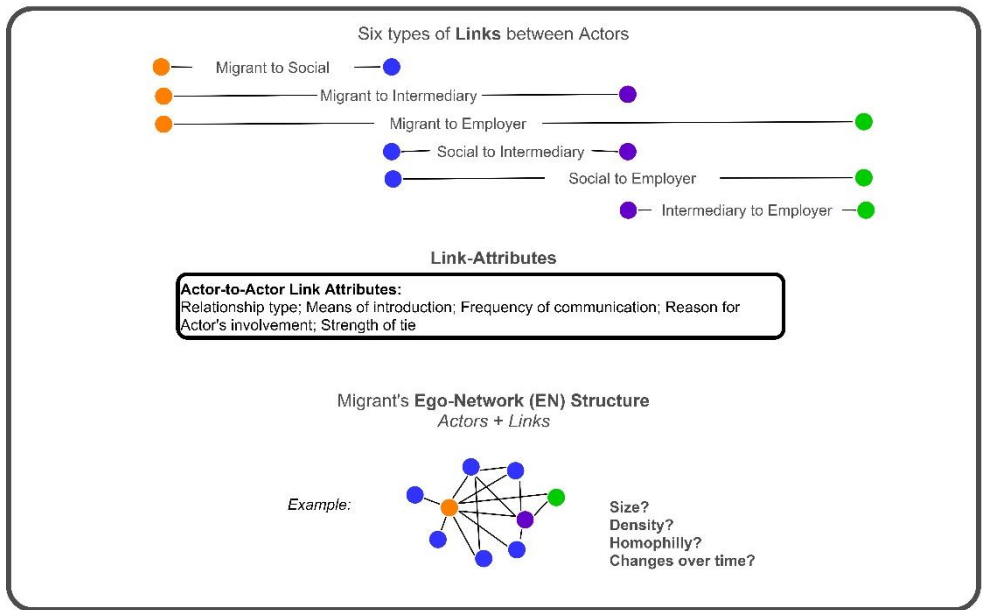 Six types of Links between Actors
Migrant to Social
Migrant to Intermediary
Migrant to Employer
Social to Intermediary
Social to Employer
Intermediary to Employer
Link-Attributes
Actor-to-Actor Link Attributes:
Relationship type; Means of introduction; Frequency of communication; Reason for
Actor's involvement; Strength of tie
Migrant's Ego-Network (EN) Structure
Actors + Links
Example:
Size?
Density?
Homophilly?
Changes over time?